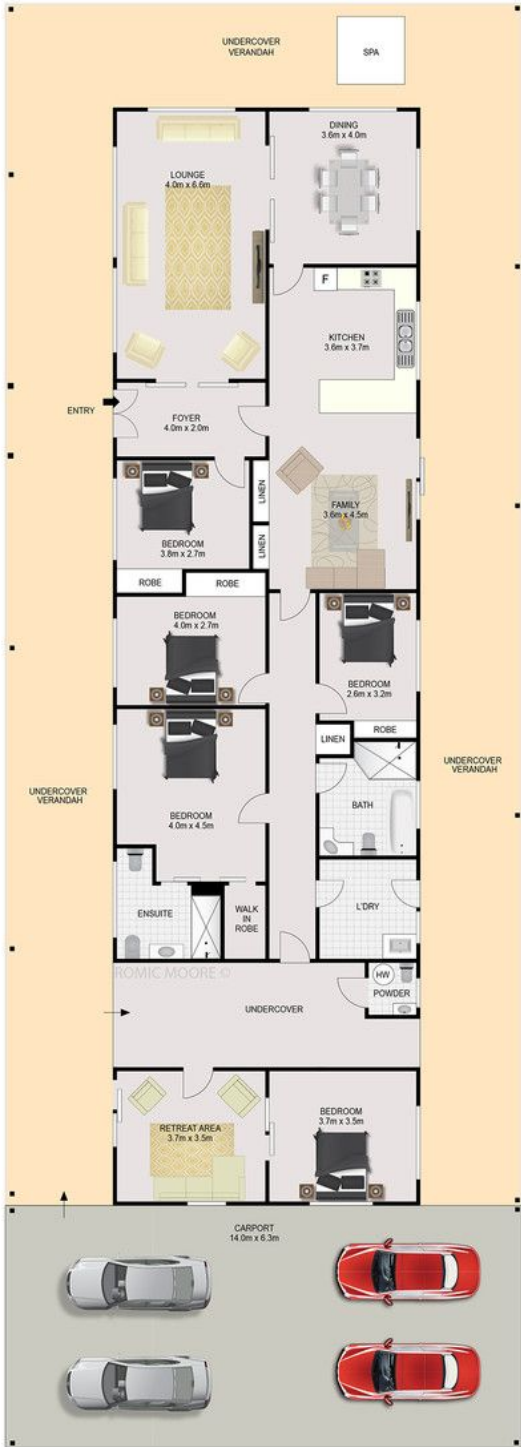 UNDERCOVER
VERANDAH
SPA
DINING
3.6m x 4.0m
LOUNGE
4.0m x 6.6m
F
KITCHEN
3.6m x 3.7m
ENTRY
FOYER
4.0m x 2.0m
LINEN
FAMILY
3.6m x 4.5m
BEDROOM
3.8m x 2.7m
LINEN
ROBE
ROBE
BEDROOM
4.0m x 2.7m
BEDROOM
2.6m x 3.2m
LINEN
ROBE
UNDERCOVER
VERANDAH
UNDERCOVER
VERANDAH
BATH
BEDROOM
4.0m x 4.5m
ENSUITE
WALK
IN
ROBE
L'DRY
ROMIC MOORE ©
HW
POWDER
UNDERCOVER
RETREAT AREA
3.7m x 3.5m
BEDROOM
3.7m x 3.5m
CARPORT
14.0m x 6.3m